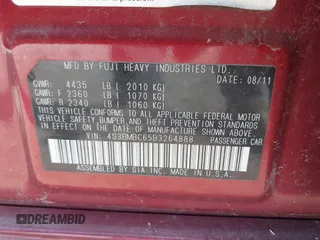 MFD. BY FUJI HEAVY INDUSTRIES LTD.
DATE: 08/11
GVWR: 4435 LB ( 2010 KG)
GAWR: F 2360 LB ( 1070 KG)
GAWR: R 2340 LB ( 1060 KG)
THIS VEHICLE CONFORMS TO ALL APPLICABLE FEDERAL MOTOR
VEHICLE SAFETY, BUMPER, AND THEFT PREVENTION STANDARDS
IN EFFECT ON THE DATE OF MANUFACTURE SHOWN ABOVE.
VIN: 4S3BMBC65B3264888 PASSENGER CAR
ASSEMBLED BY SIA INC. MADE IN U.S.A.
DREAMBID